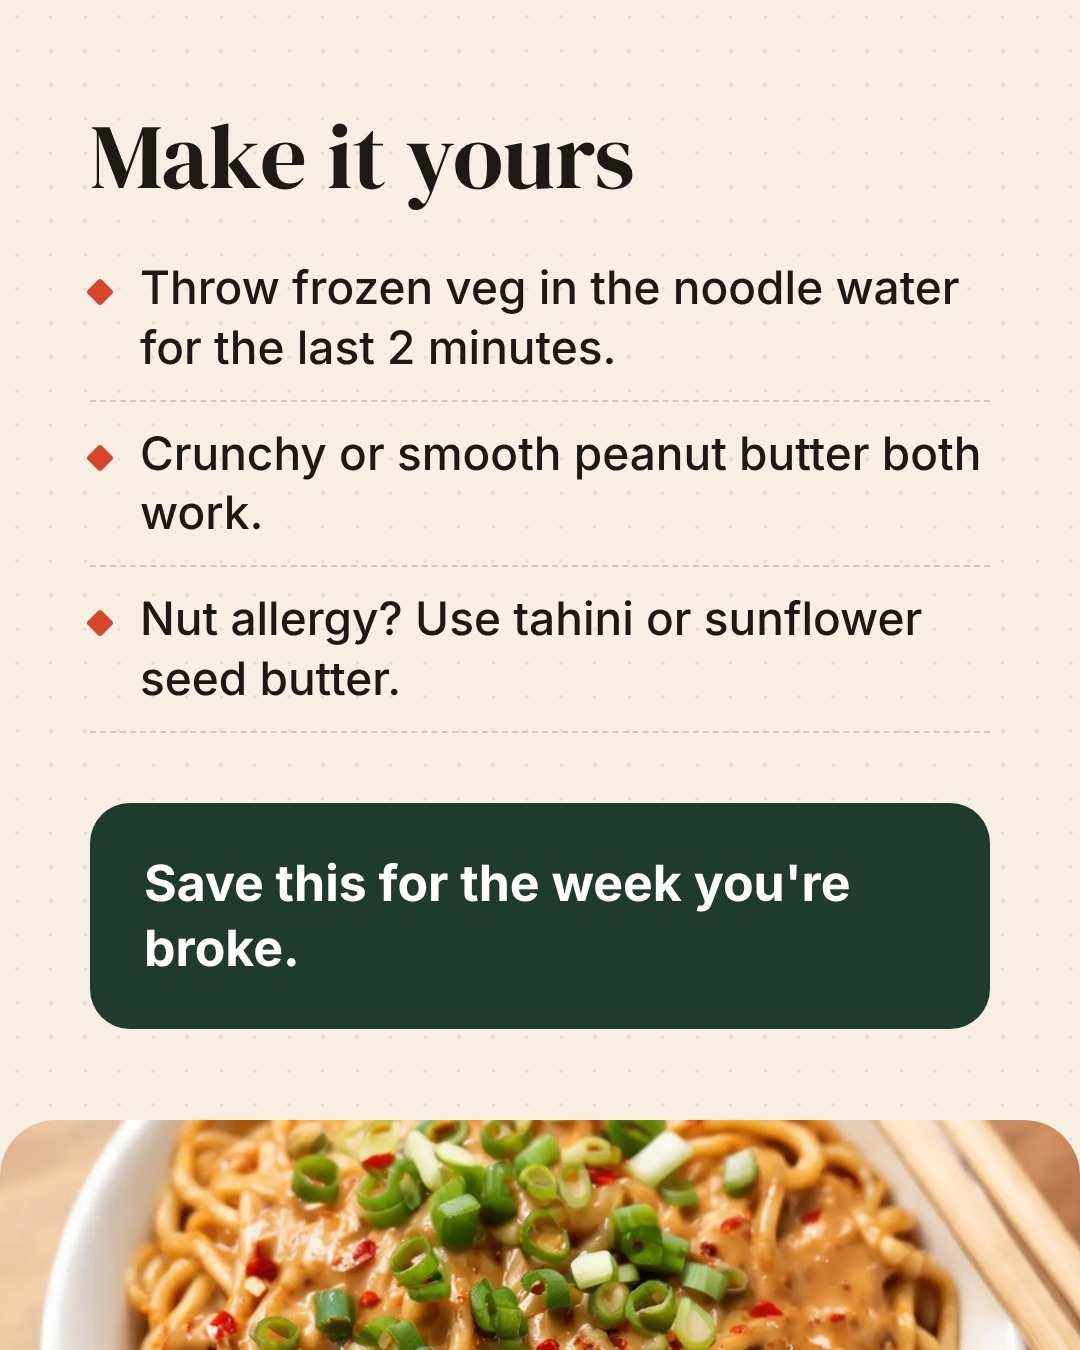 Make it yours
Throw frozen veg in the noodle water
for the last 2 minutes.
Crunchy or smooth peanut butter both
work.
Nut allergy? Use tahini or sunflower
seed butter.
Save this for the week you're
broke.